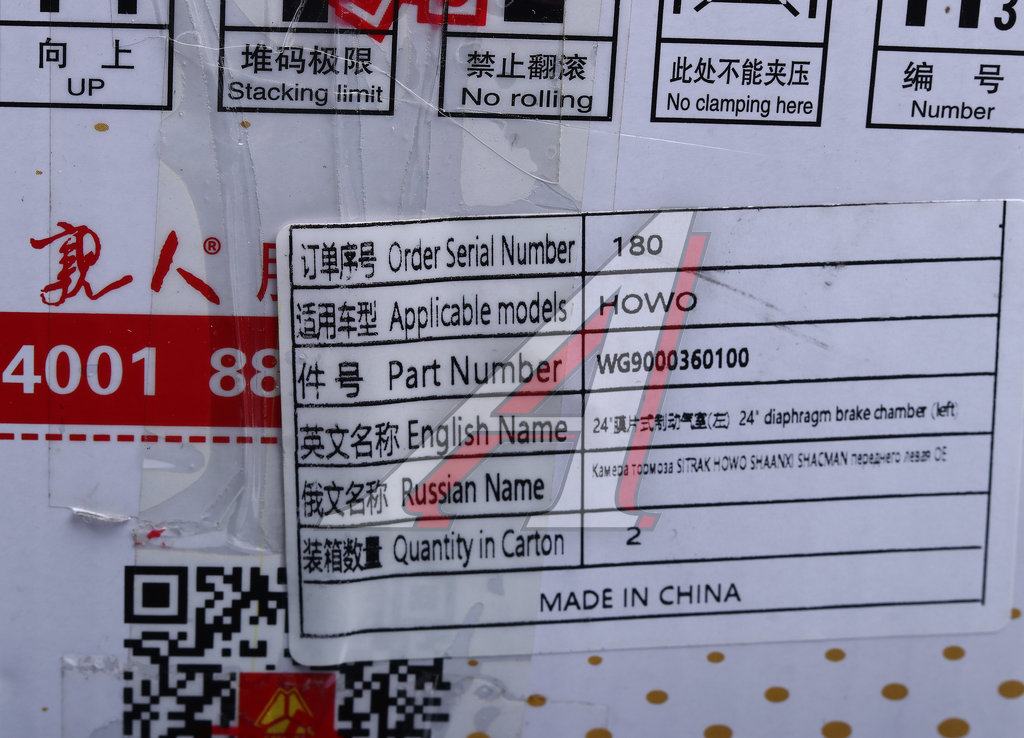 向 上
UP
堆码极限
Stacking limit
禁止翻滚
No rolling
此处不能夹压
No clamping here
3
编 号
Number
亲人®
4001 88
订单序号 Order Serial Number 180
适用车型 Applicable models HOWO
件 号 Part Number WG9000360100
英文名称 English Name 24"膜片式制动气室(左) 24" diaphragm brake chamber (left)
俄文名称 Russian Name Камера тормоза SITRAK HOWO SHAANXI SHACMAN переднего левая OE
装箱数量 Quantity in Carton 2
MADE IN CHINA